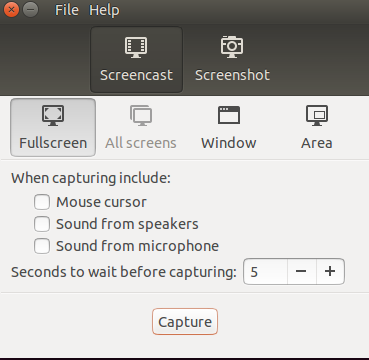 File Help
Screencast Screenshot
Fullscreen All screens Window Area
When capturing include:
Mouse cursor
Sound from speakers
Sound from microphone
Seconds to wait before capturing: 5
Capture